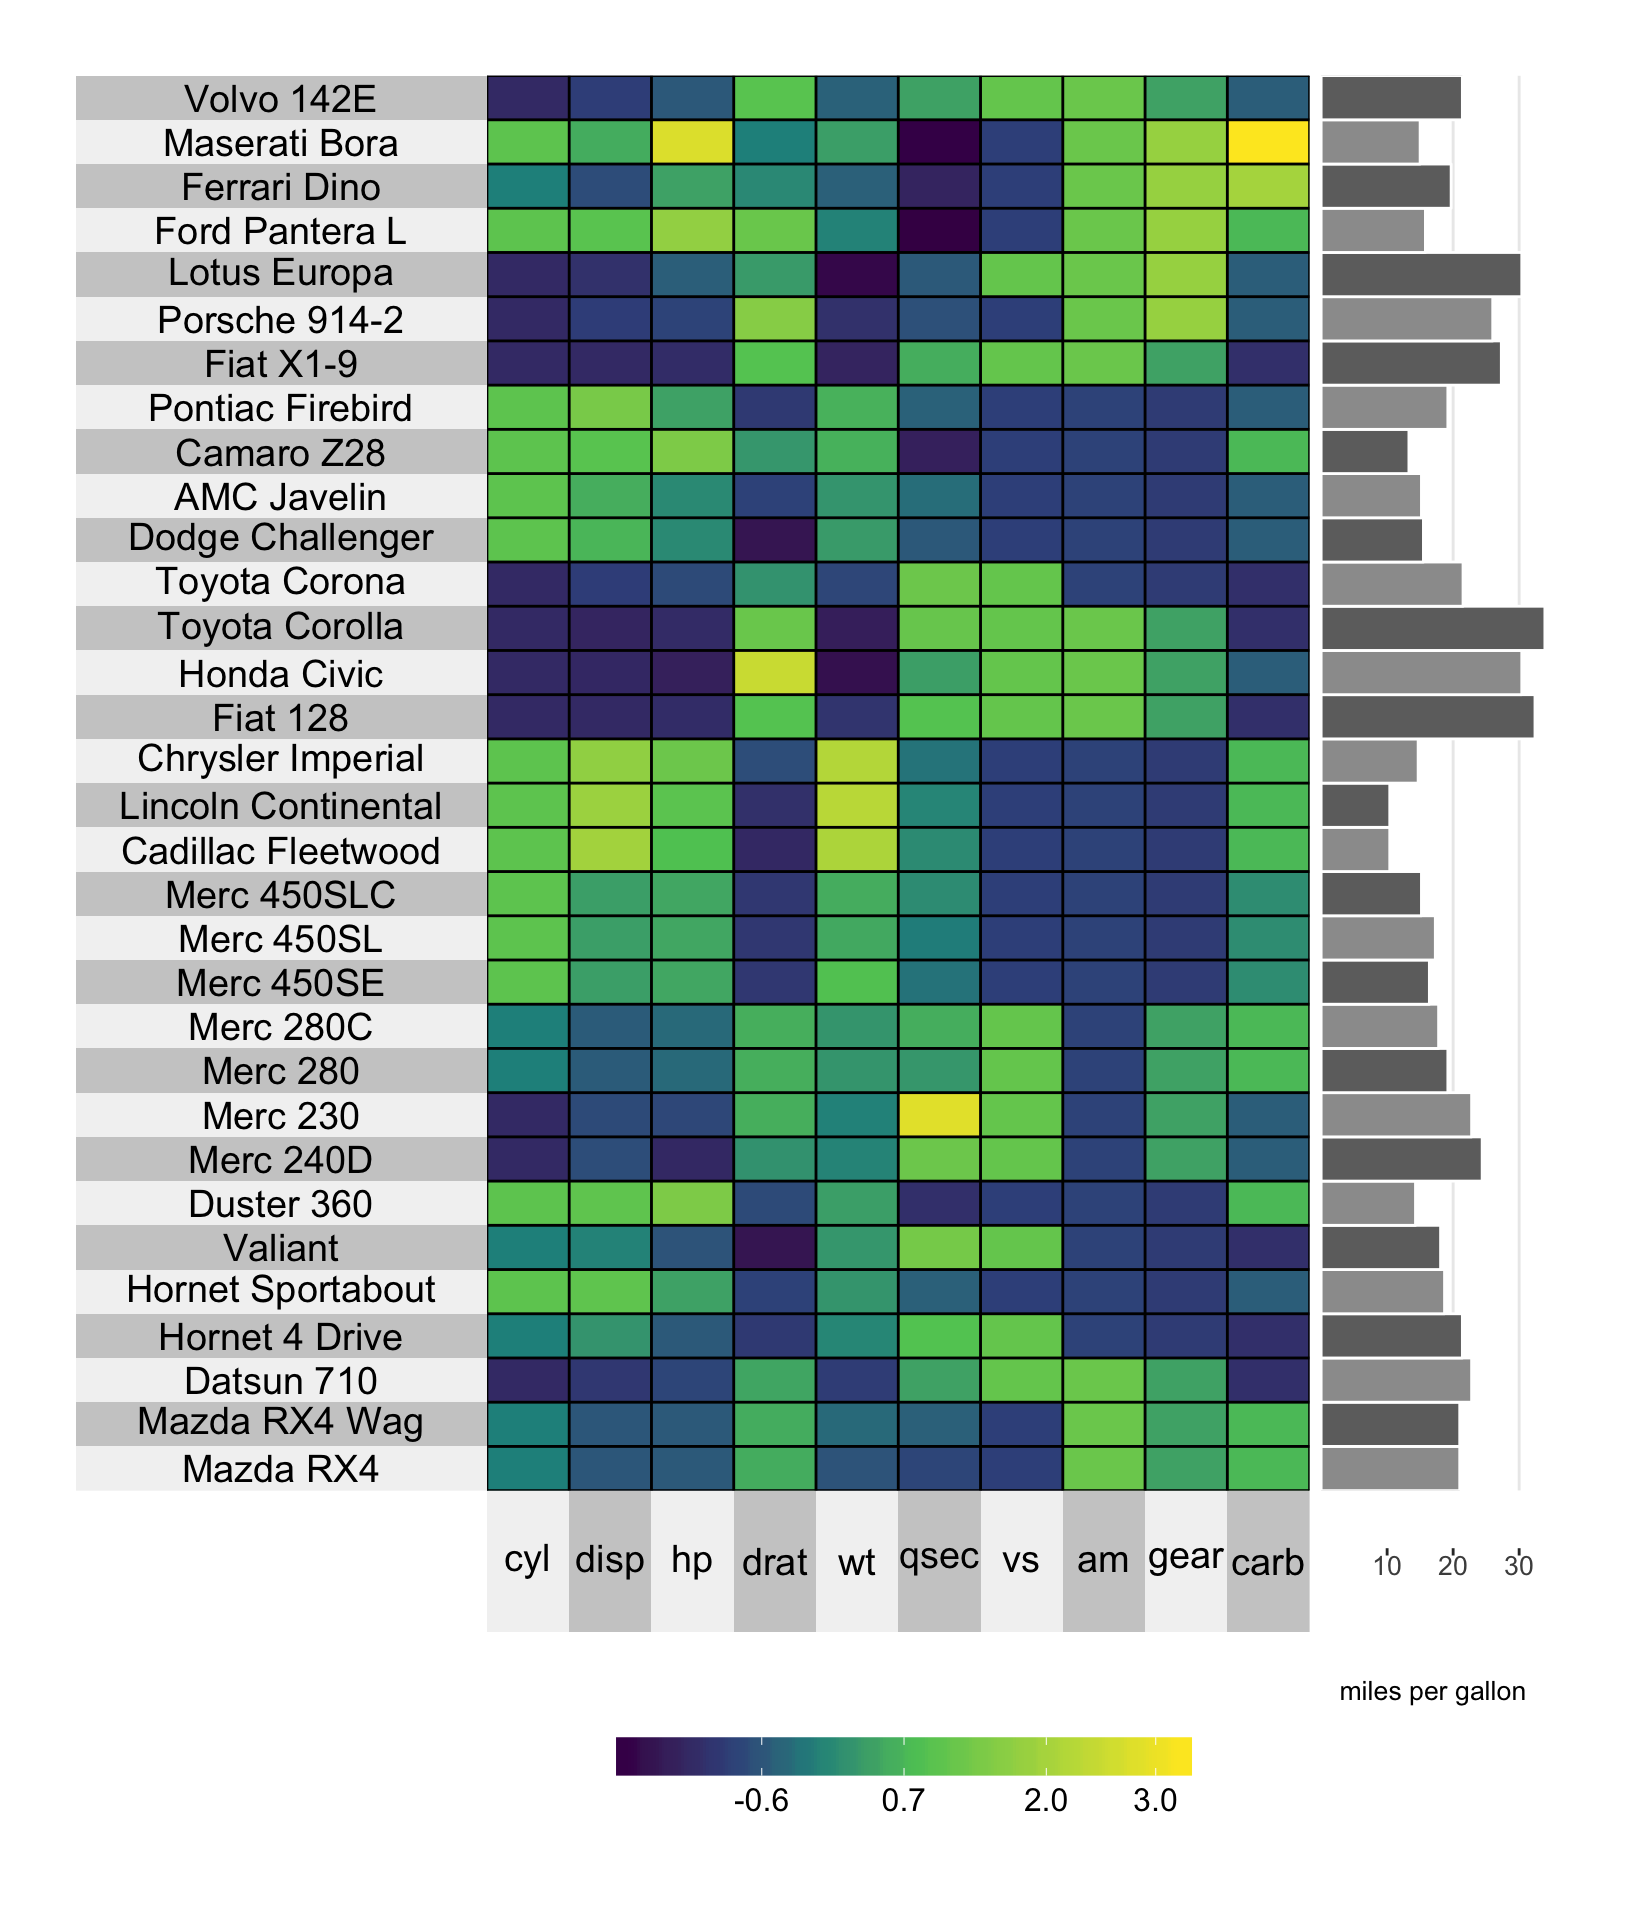 Volvo 142E
Maserati Bora
Ferrari Dino
Ford Pantera L
Lotus Europa
Porsche 914-2
Fiat X1-9
Pontiac Firebird
Camaro Z28
AMC Javelin
Dodge Challenger
Toyota Corona
Toyota Corolla
Honda Civic
Fiat 128
Chrysler Imperial
Lincoln Continental
Cadillac Fleetwood
Merc 450SLC
Merc 450SL
Merc 450SE
Merc 280C
Merc 280
Merc 230
Merc 240D
Duster 360
Valiant
Hornet Sportabout
Hornet 4 Drive
Datsun 710
Mazda RX4 Wag
Mazda RX4
cyl disp hp drat wt qsec vs am gear carb
10 20 30
miles per gallon
-0.6 0.7 2.0 3.0